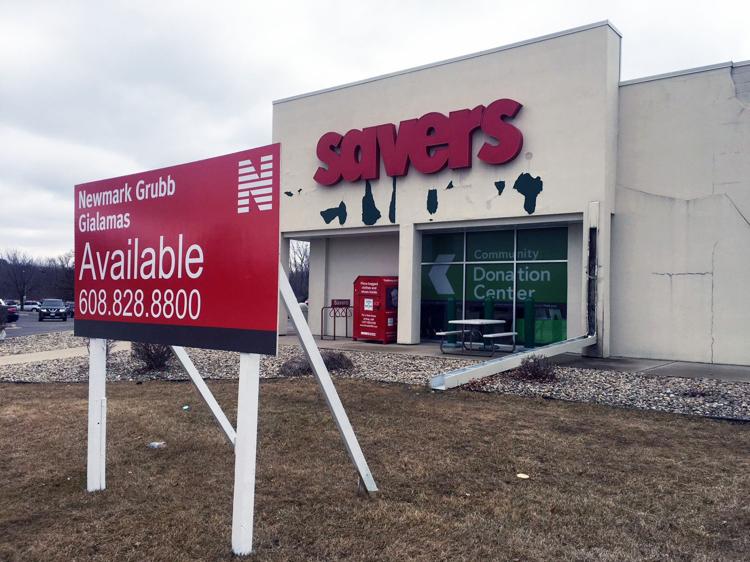 Newmark Grubb
Gialamas
N
Available
608.828.8800
savers
Community
Donation
Center